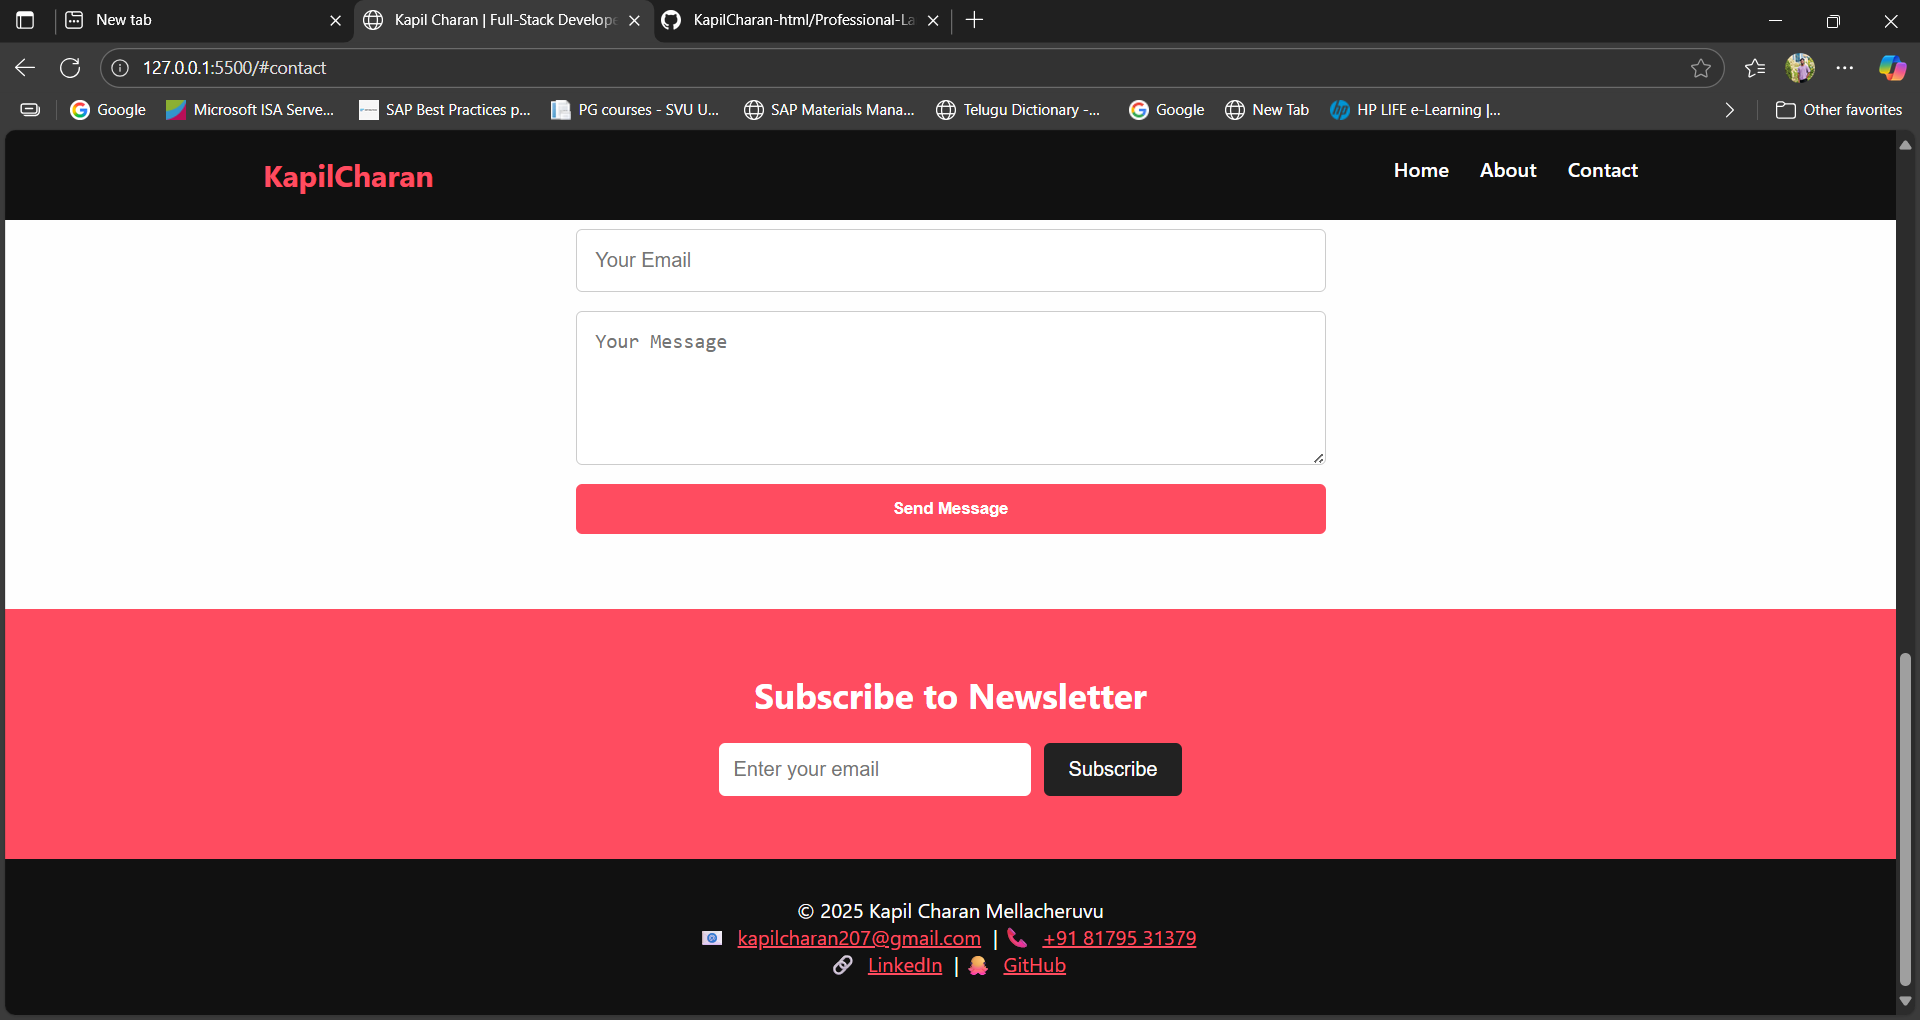 New tab
Kapil Charan | Full-Stack Develope
KapilCharan-html/Professional-La
127.0.0.1:5500/#contact
Google
Microsoft ISA Serve...
SAP Best Practices p...
PG courses - SVU U...
SAP Materials Mana...
Telugu Dictionary -...
Google
New Tab
HP LIFE e-Learning |...
Other favorites
KapilCharan
Home
About
Contact
Your Email
Your Message
Send Message
Subscribe to Newsletter
Enter your email
Subscribe
© 2025 Kapil Charan Mellacheruvu
kapilcharan207@gmail.com | +91 81795 31379
LinkedIn | GitHub